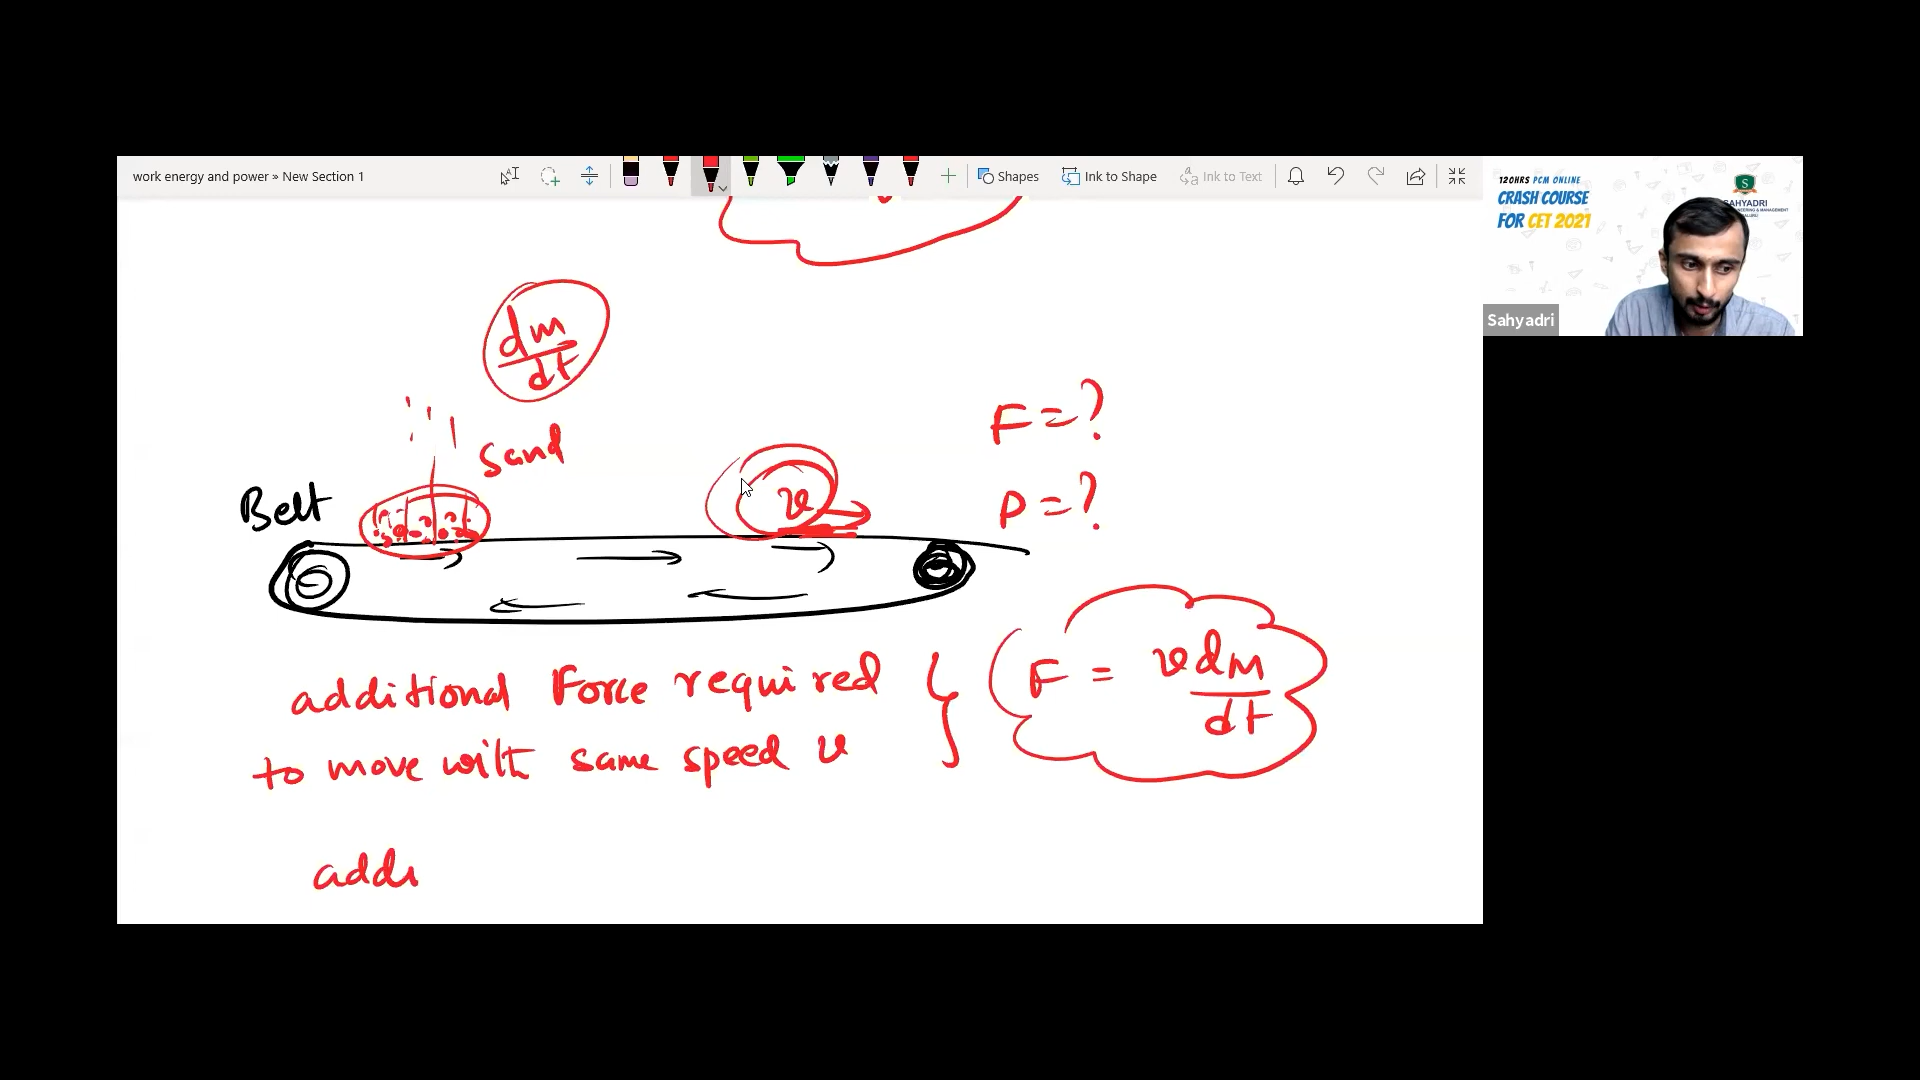 work energy and power » New Section 1
Shapes
Ink to Shape
Ink to Text
120HRS PCM ONLINE
CRASH COURSE
FOR CET 2021
S
SAHYADRI
Sahyadri
dm
dt
Sand
Belt
v
F = ?
P = ?
additional Force required
to move with same speed v
F = v dm
dt
addi